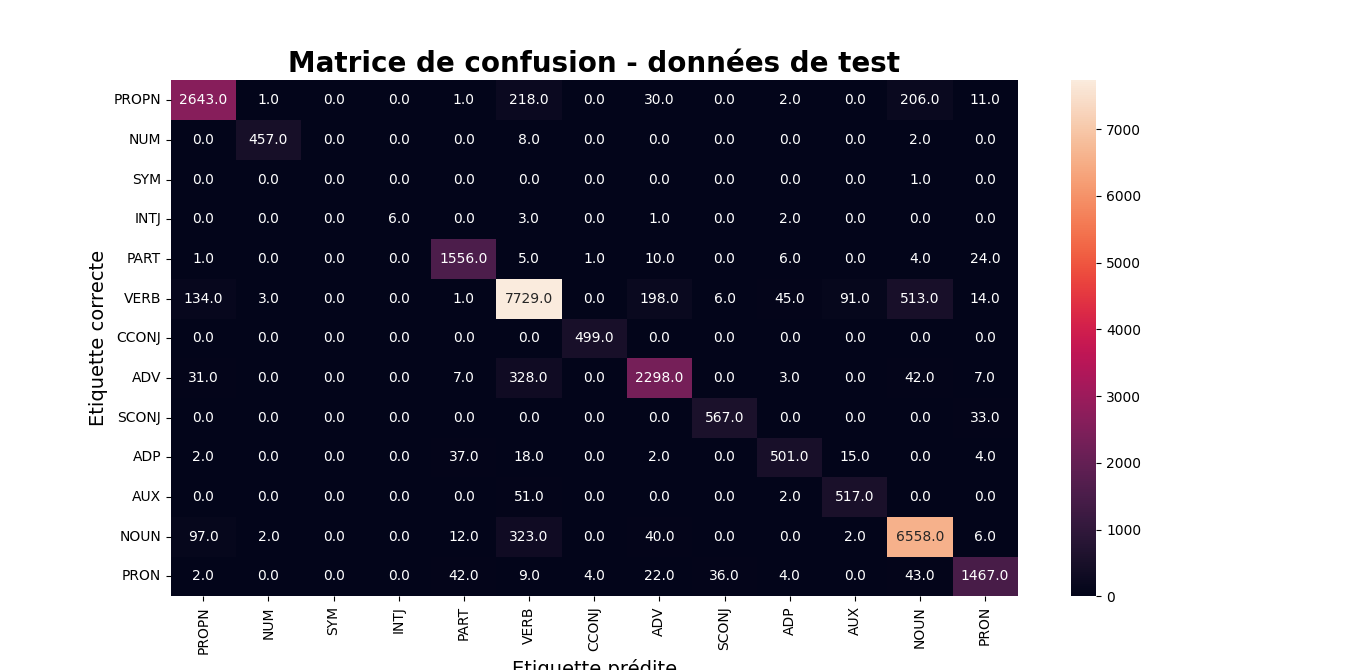 Matrice de confusion - données de test
PROPN 2643.0 1.0 0.0 0.0 1.0 218.0 0.0 30.0 0.0 2.0 0.0 206.0 11.0
NUM 0.0 457.0 0.0 0.0 0.0 8.0 0.0 0.0 0.0 0.0 0.0 2.0 0.0
SYM 0.0 0.0 0.0 0.0 0.0 0.0 0.0 0.0 0.0 0.0 0.0 1.0 0.0
INTJ 0.0 0.0 0.0 6.0 0.0 3.0 0.0 1.0 0.0 2.0 0.0 0.0 0.0
PART 1.0 0.0 0.0 0.0 1556.0 5.0 1.0 10.0 0.0 6.0 0.0 4.0 24.0
VERB 134.0 3.0 0.0 0.0 1.0 7729.0 0.0 198.0 6.0 45.0 91.0 513.0 14.0
CCONJ 0.0 0.0 0.0 0.0 0.0 0.0 499.0 0.0 0.0 0.0 0.0 0.0 0.0
ADV 31.0 0.0 0.0 0.0 7.0 328.0 0.0 2298.0 0.0 3.0 0.0 42.0 7.0
SCONJ 0.0 0.0 0.0 0.0 0.0 0.0 0.0 0.0 567.0 0.0 0.0 0.0 33.0
ADP 2.0 0.0 0.0 0.0 37.0 18.0 0.0 2.0 0.0 501.0 15.0 0.0 4.0
AUX 0.0 0.0 0.0 0.0 0.0 51.0 0.0 0.0 0.0 2.0 517.0 0.0 0.0
NOUN 97.0 2.0 0.0 0.0 12.0 323.0 0.0 40.0 0.0 0.0 2.0 6558.0 6.0
PRON 2.0 0.0 0.0 0.0 42.0 9.0 4.0 22.0 36.0 4.0 0.0 43.0 1467.0
PROPN NUM SYM INTJ PART VERB CCONJ ADV SCONJ ADP AUX NOUN PRON
Etiquette correcte
Etiquette prédite
7000
6000
5000
4000
3000
2000
1000
0